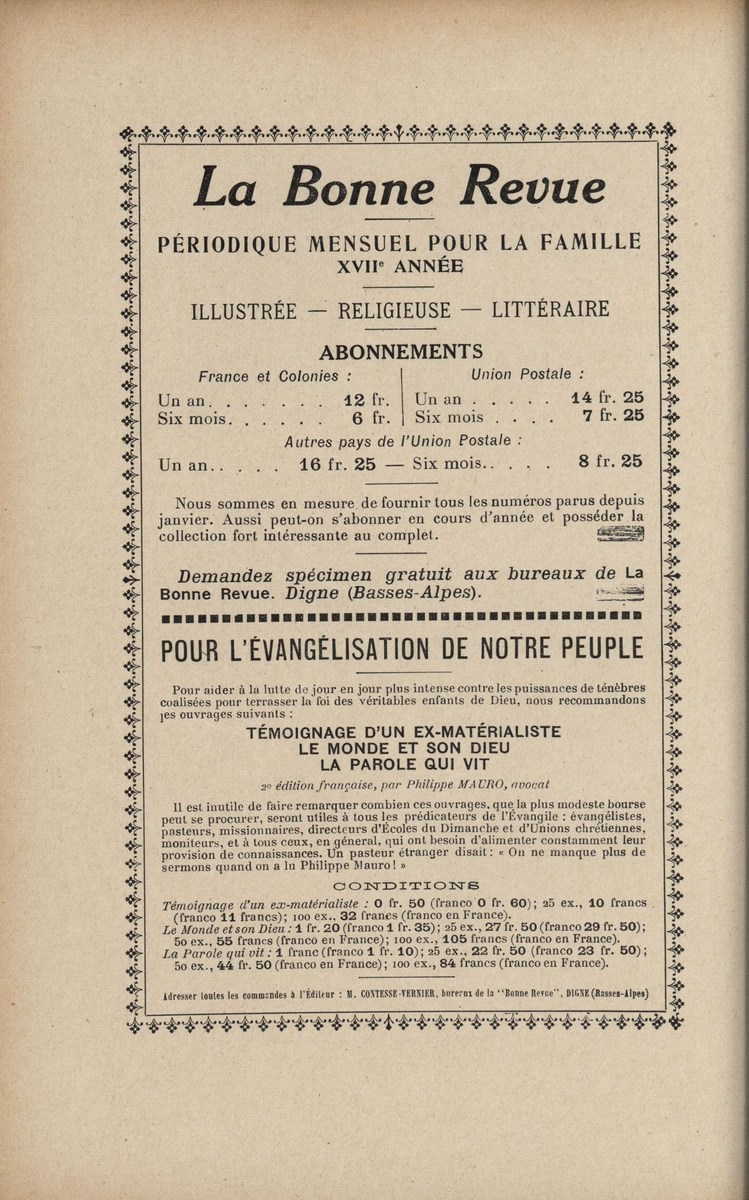 La Bonne Revue
PÉRIODIQUE MENSUEL POUR LA FAMILLE
XVIIe ANNÉE
ILLUSTRÉE — RELIGIEUSE — LITTÉRAIRE
ABONNEMENTS
France et Colonies :
Un an. . . . . . . 12 fr.
Six mois. . . . . . 6 fr.
Union Postale :
Un an . . . . . 14 fr. 25
Six mois . . . . 7 fr. 25
Autres pays de l'Union Postale :
Un an.. . . . 16 fr. 25 — Six mois.. . . . 8 fr. 25
Nous sommes en mesure de fournir tous les numéros parus depuis
janvier. Aussi peut-on s'abonner en cours d'année et posséder la
collection fort intéressante au complet.
Demandez spécimen gratuit aux bureaux de La
Bonne Revue. Digne (Basses-Alpes).
POUR L'ÉVANGÉLISATION DE NOTRE PEUPLE
Pour aider à la lutte de jour en jour plus intense contre les puissances de ténèbres
coalisées pour terrasser la foi des véritables enfants de Dieu, nous recommandons
les ouvrages suivants :
TÉMOIGNAGE D'UN EX-MATÉRIALISTE
LE MONDE ET SON DIEU
LA PAROLE QUI VIT
2e édition française, par Philippe MAURO, avocat
Il est inutile de faire remarquer combien ces ouvrages. que la plus modeste bourse
peut se procurer, seront utiles à tous les prédicateurs de l'Évangile : évangélistes,
pasteurs, missionnaires, directeurs d'Écoles du Dimanche et d'Unions chrétiennes,
moniteurs, et à tous ceux, en géneral, qui ont besoin d'alimenter constamment leur
provision de connaissances. Un pasteur étranger disait : « On ne manque plus de
sermons quand on a lu Philippe Mauro ! »
CONDITIONS
Témoignage d'un ex-matérialiste : 0 fr. 50 (franco 0 fr. 60) ; 25 ex., 10 francs
(franco 11 francs) ; 100 ex., 32 francs (franco en France).
Le Monde et son Dieu : 1 fr. 20 (franco 1 fr. 35) ; 25 ex., 27 fr. 50 (franco 29 fr. 50) ;
50 ex., 55 francs (franco en France) ; 100 ex., 105 francs (franco en France).
La Parole qui vit : 1 franc (franco 1 fr. 10) ; 25 ex., 22 fr. 50 (franco 23 fr. 50) ;
50 ex., 44 fr. 50 (franco en France) ; 100 ex., 84 francs (franco en France).
Adresser toutes les commandes à l'Éditeur : M. CONTESSE-VERNIER, bureaux de la "Bonne Revue", DIGNE (Basses-Alpes)